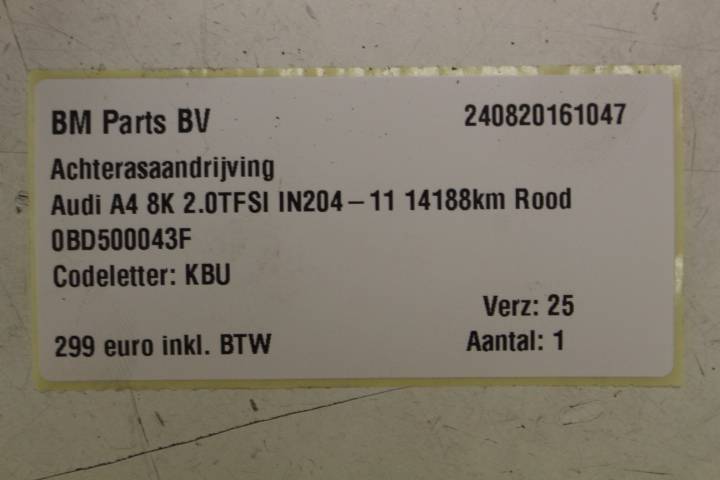 BM Parts BV 240820161047
Achterasaandrijving
Audi A4 8K 2.0TFSI IN204-11 14188km Rood
0BD500043F
Codeletter: KBU
Verz: 25
299 euro inkl. BTW Aantal: 1